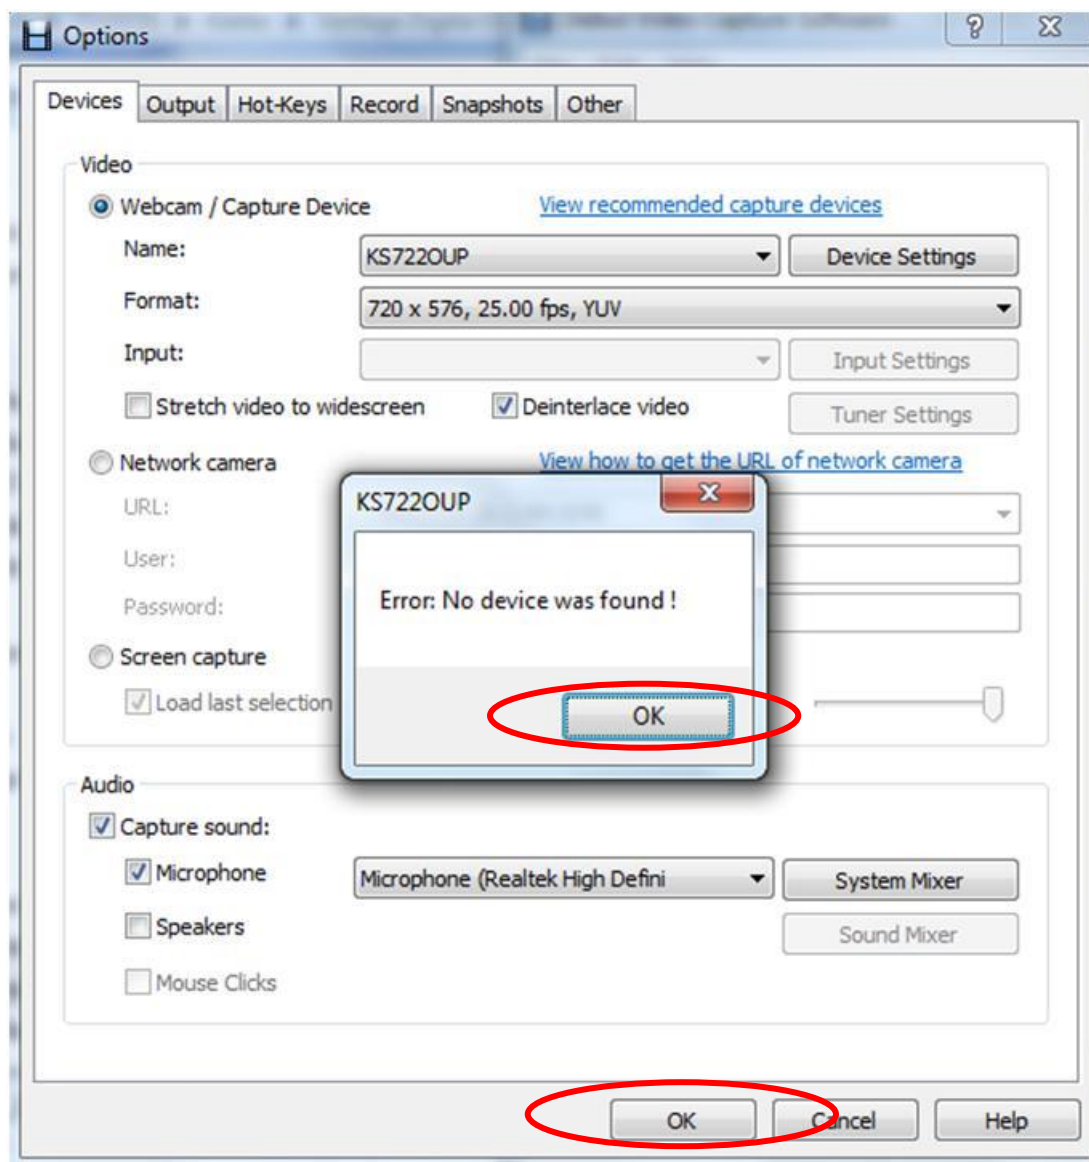 Options
Devices Output Hot-Keys Record Snapshots Other
Video
Webcam / Capture Device View recommended capture devices
Name: KS722OUP Device Settings
Format: 720 x 576, 25.00 fps, YUV
Input: Input Settings
Stretch video to widescreen Deinterlace video Tuner Settings
Network camera View how to get the URL of network camera
URL: KS722OUP
User:
Error: No device was found !
Password:
Screen capture
Load last selection OK
Audio
Capture sound:
Microphone Microphone (Realtek High Defini System Mixer
Speakers Sound Mixer
Mouse Clicks
OK Cancel Help